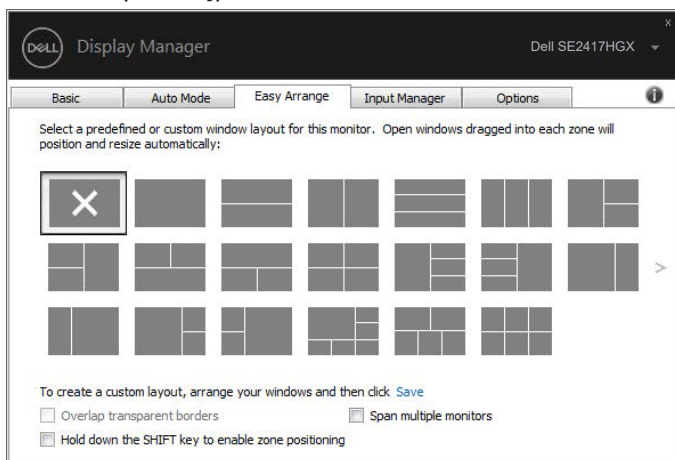 x
DELL Display Manager Dell SE2417HGX
Basic Auto Mode Easy Arrange Input Manager Options i
Select a predefined or custom window layout for this monitor. Open windows dragged into each zone will
position and resize automatically:
>
To create a custom layout, arrange your windows and then click Save
Overlap transparent borders Span multiple monitors
Hold down the SHIFT key to enable zone positioning